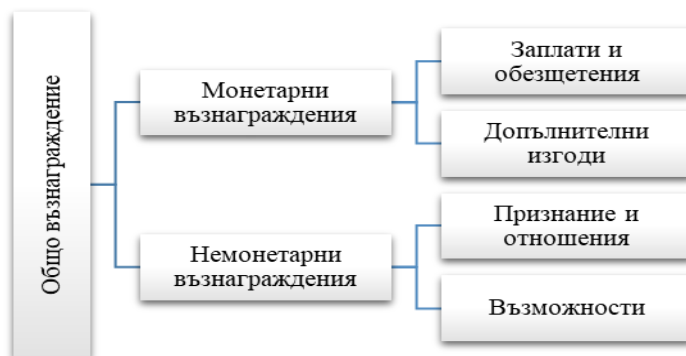 Общо възнаграждение
Монетарни
възнаграждения
Заплати и
обезщетения
Допълнителни
изгоди
Немонетарни
възнаграждения
Признание и
отношения
Възможности